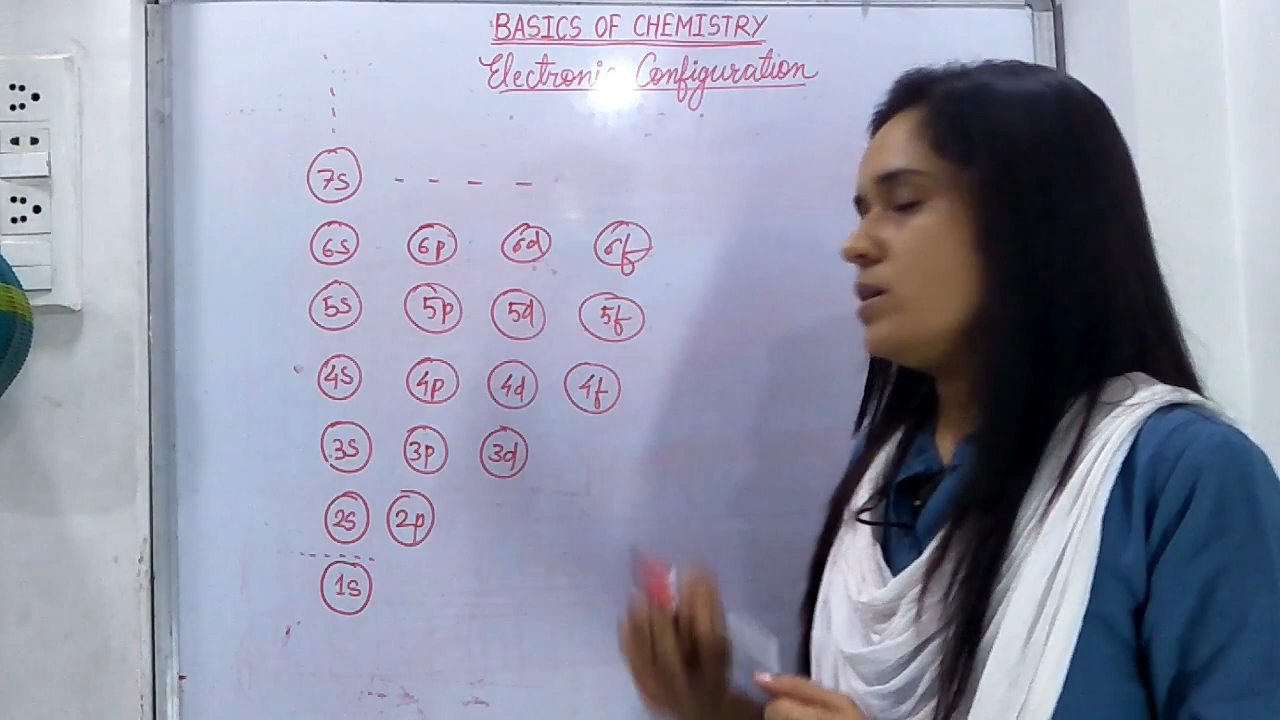 BASICS OF CHEMISTRY
Electronic Configuration
7s - - - -
6s 6p 6d 6f
5s 5p 5d 5f
4s 4p 4d 4f
3s 3p 3d
2s 2p
1s